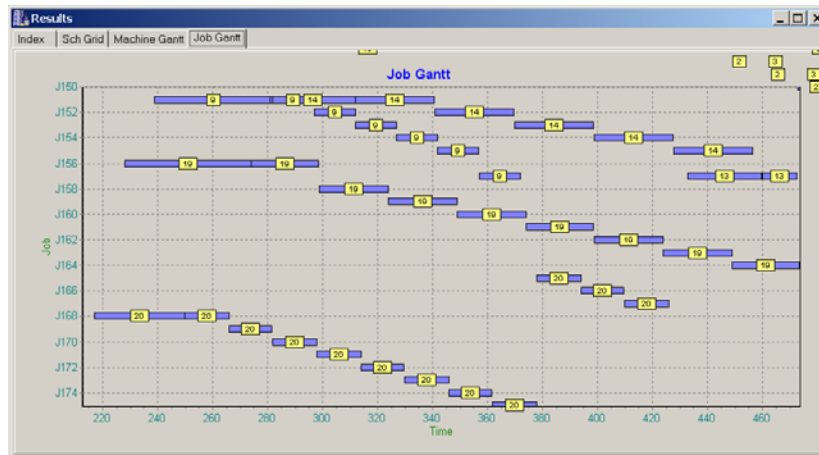 Results
Index Sch Grid Machine Gantt Job Gantt
2 3
Job Gantt 2 3
J150 2
9 9 14 14
J152 9 14
9 14
J154 9 14
9 14
J156 19 19 9 13 13
J158 19
19
J160 19
19
J162 19
19
J164 19
20
J166 20
20
J168 20 20
20
J170 20
20
J172 20
20
J174 20
20
220 240 260 280 300 320 340 360 380 400 420 440 460
Time
Job